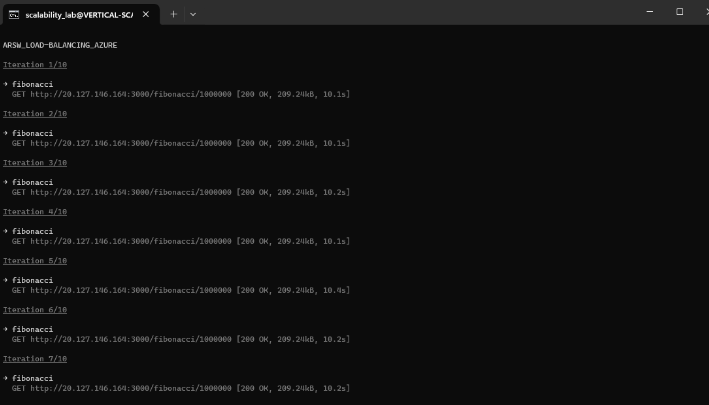 scalability_lab@VERTICAL-SCA
ARSW_LOAD-BALANCING_AZURE
Iteration 1/10
→ fibonacci
GET http://20.127.146.164:3000/fibonacci/1000000 [200 OK, 209.24kB, 10.1s]
Iteration 2/10
→ fibonacci
GET http://20.127.146.164:3000/fibonacci/1000000 [200 OK, 209.24kB, 10.1s]
Iteration 3/10
→ fibonacci
GET http://20.127.146.164:3000/fibonacci/1000000 [200 OK, 209.24kB, 10.2s]
Iteration 4/10
→ fibonacci
GET http://20.127.146.164:3000/fibonacci/1000000 [200 OK, 209.24kB, 10.1s]
Iteration 5/10
→ fibonacci
GET http://20.127.146.164:3000/fibonacci/1000000 [200 OK, 209.24kB, 10.4s]
Iteration 6/10
→ fibonacci
GET http://20.127.146.164:3000/fibonacci/1000000 [200 OK, 209.24kB, 10.2s]
Iteration 7/10
→ fibonacci
GET http://20.127.146.164:3000/fibonacci/1000000 [200 OK, 209.24kB, 10.2s]